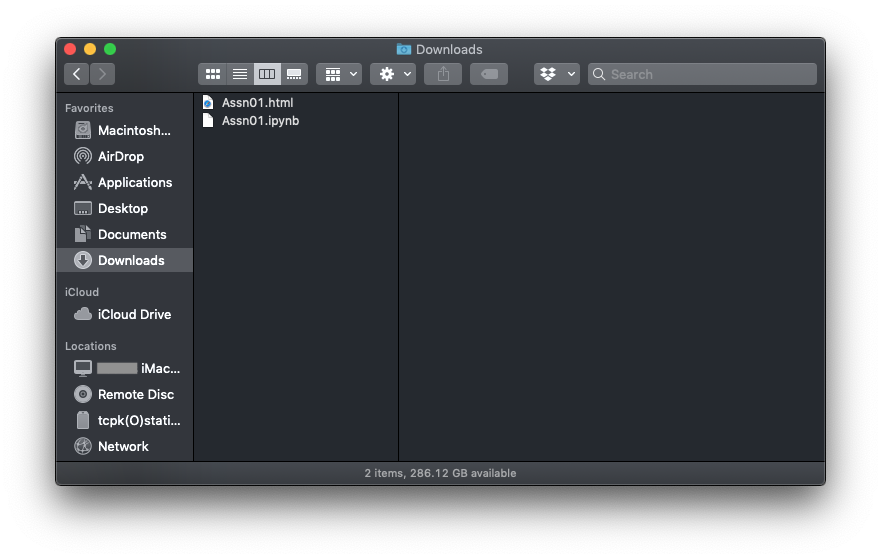 Downloads
Search
Favorites
Macintosh...
AirDrop
Applications
Desktop
Documents
Downloads
iCloud
iCloud Drive
Locations
iMac...
Remote Disc
tcpk(O)stati...
Network
Assn01.html
Assn01.ipynb
2 items, 286.12 GB available